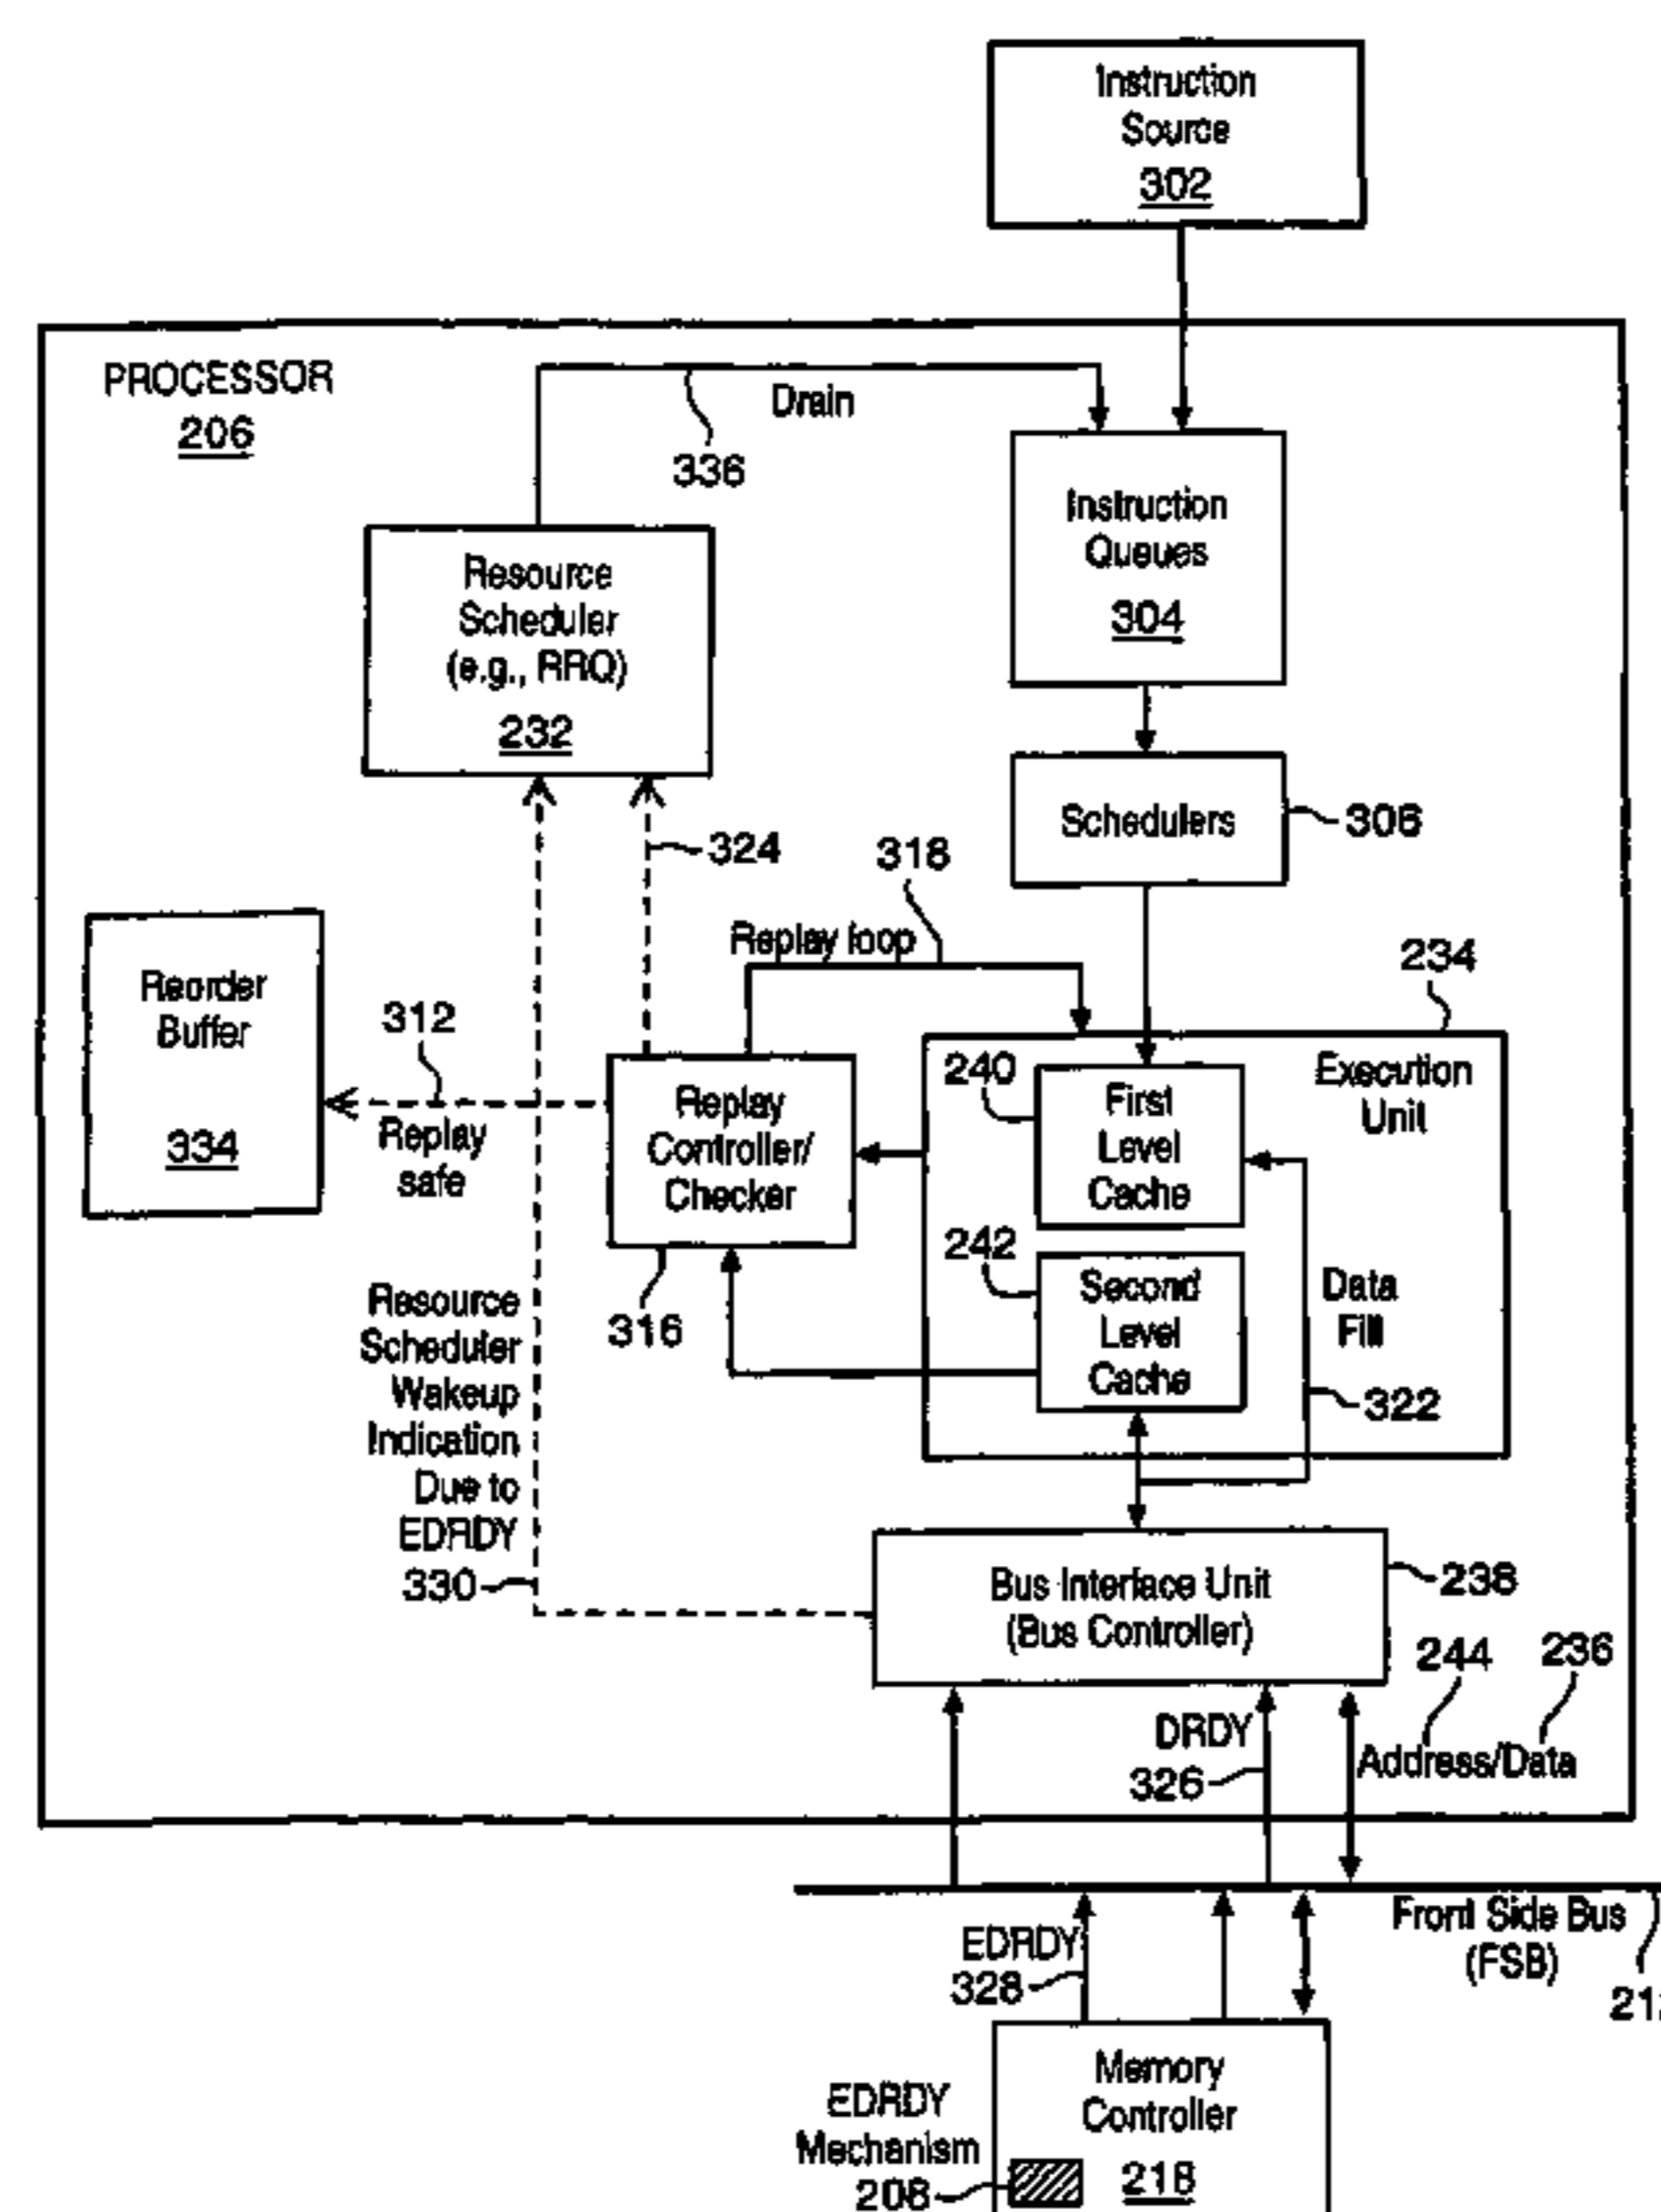 Instruction
Source
302
PROCESSOR
206
Drain
336
Instruction
Queues
304
Resource
Scheduler
(e.g., RRQ)
232
Schedulers
306
324
318
Replay loop
234
Reorder
Buffer
334
312
Replay
safe
Replay
Controller/
Checker
316
240
First
Level
Cache
Execution
Unit
242
Second
Level
Cache
Data
Fill
322
Resource
Scheduler
Wakeup
Indication
Due to
EDRDY
330
Bus Interface Unit
(Bus Controller)
238
244
236
DRDY
326
Address/Data
Front Side Bus
(FSB)
EDRDY
328
Memory
Controller
218
EDRDY
Mechanism
208